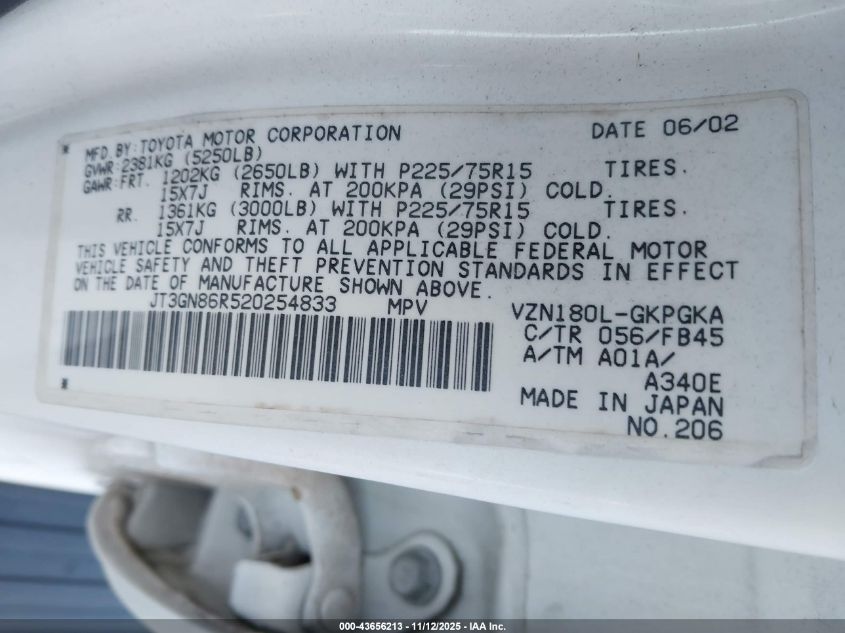 MFD BY: TOYOTA MOTOR CORPORATION DATE 06/02
GVWR: 2381KG (5250LB)
GAWR: FRT. 1202KG (2650LB) WITH P225/75R15 TIRES.
15X7J RIMS. AT 200KPA (29PSI) COLD.
RR. 1361KG (3000LB) WITH P225/75R15 TIRES.
15X7J RIMS. AT 200KPA (29PSI) COLD.
THIS VEHICLE CONFORMS TO ALL APPLICABLE FEDERAL MOTOR
VEHICLE SAFETY AND THEFT PREVENTION STANDARDS IN EFFECT
ON THE DATE OF MANUFACTURE SHOWN ABOVE.
JT3GN86R520254833 MPV VZN180L-GKPGKA
C/TR 056/FB45
A/TM A01A/
A340E
MADE IN JAPAN
NO.206
000-43656213 - 11/12/2025 - IAA Inc.